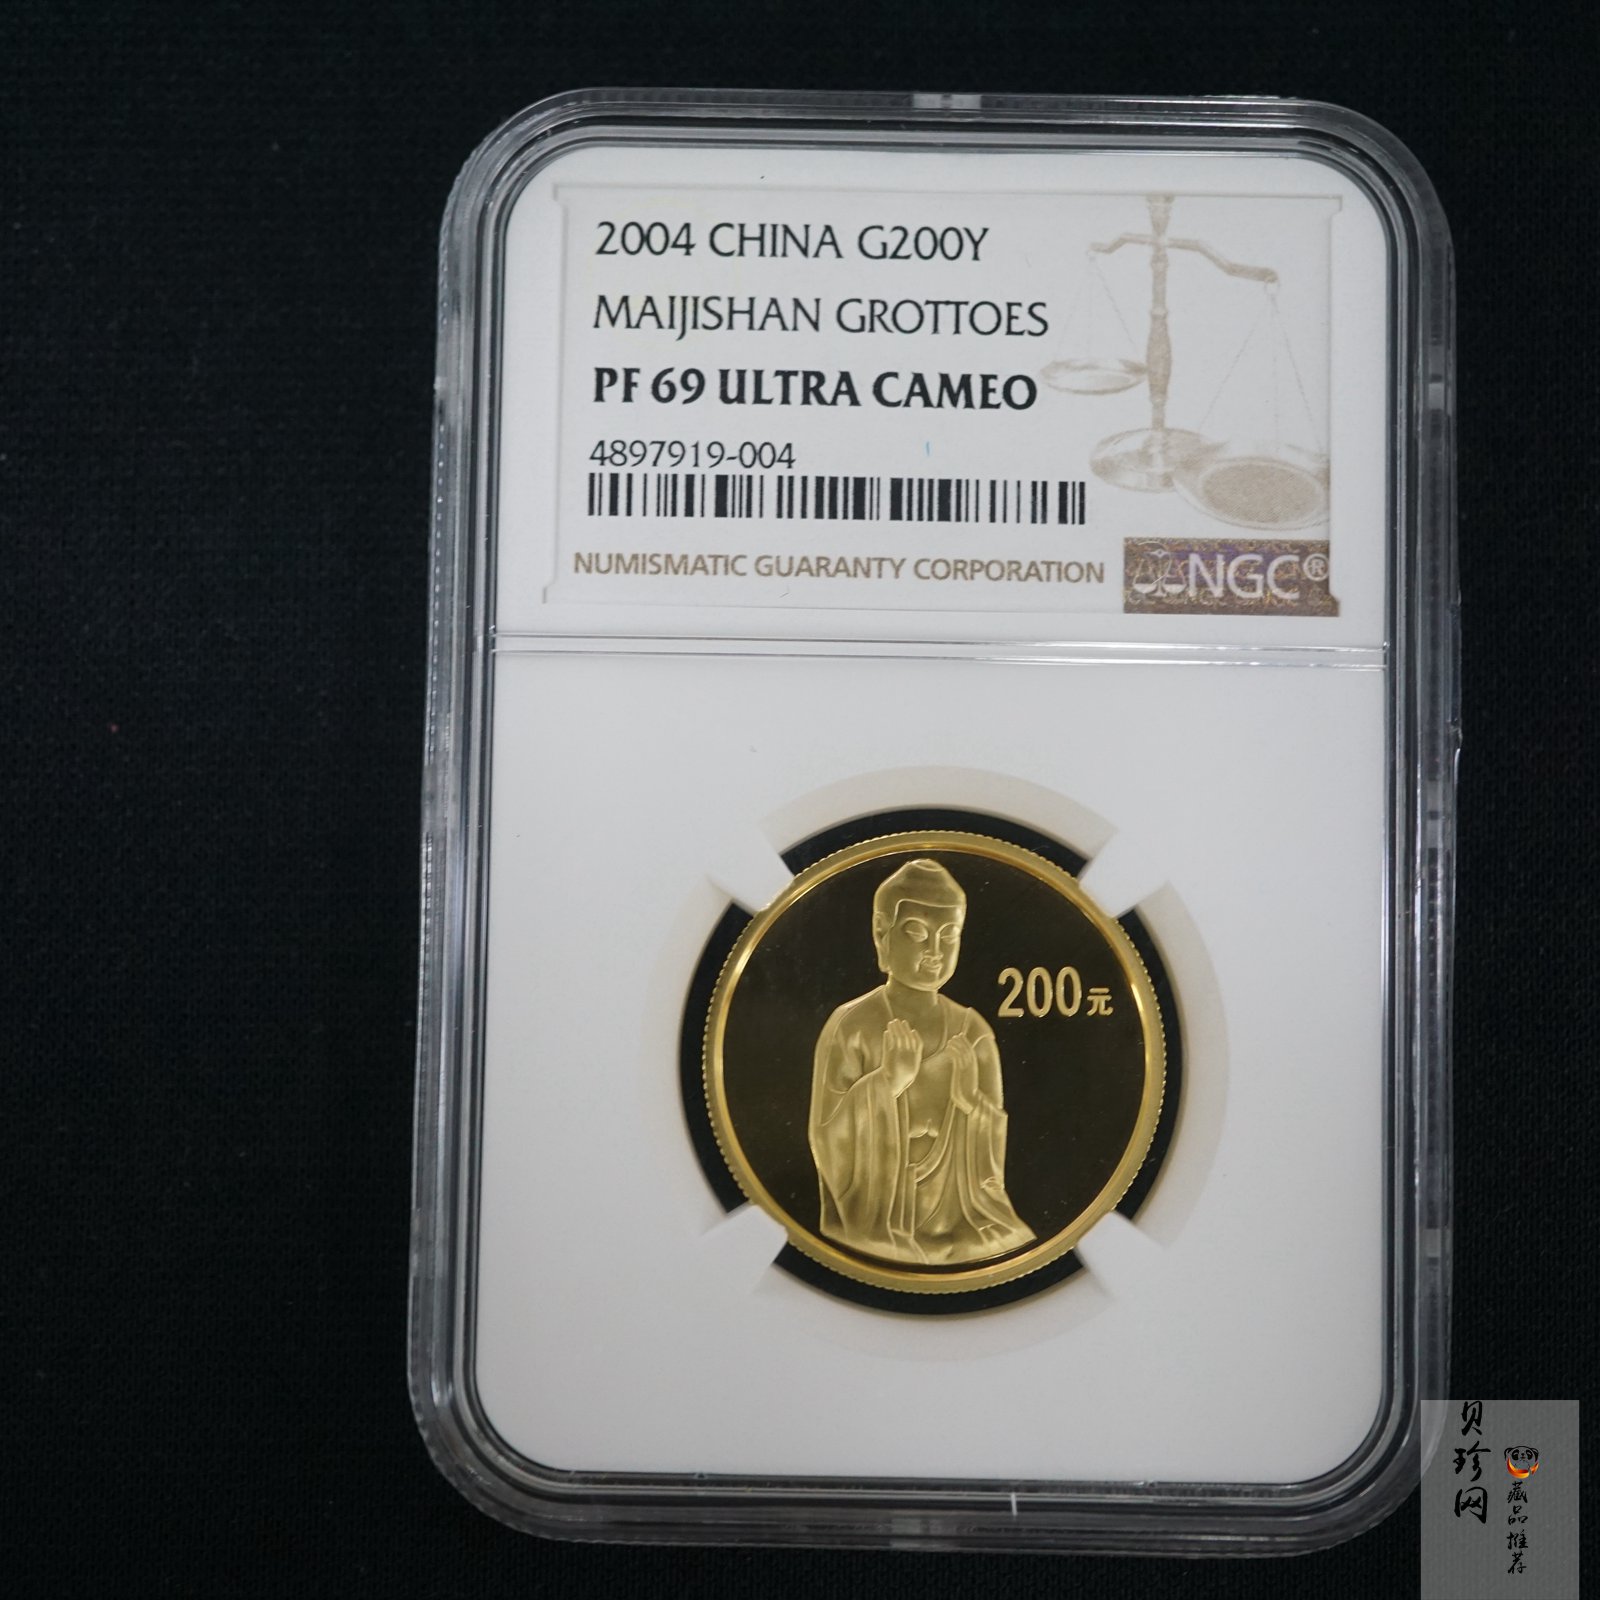 2004 CHINA G200Y
MAIJISHAN GROTTOES
PF 69 ULTRA CAMEO
4897919-004
NUMISMATIC GUARANTY CORPORATION
NGC®
200元
贝珍网
藏品推荐